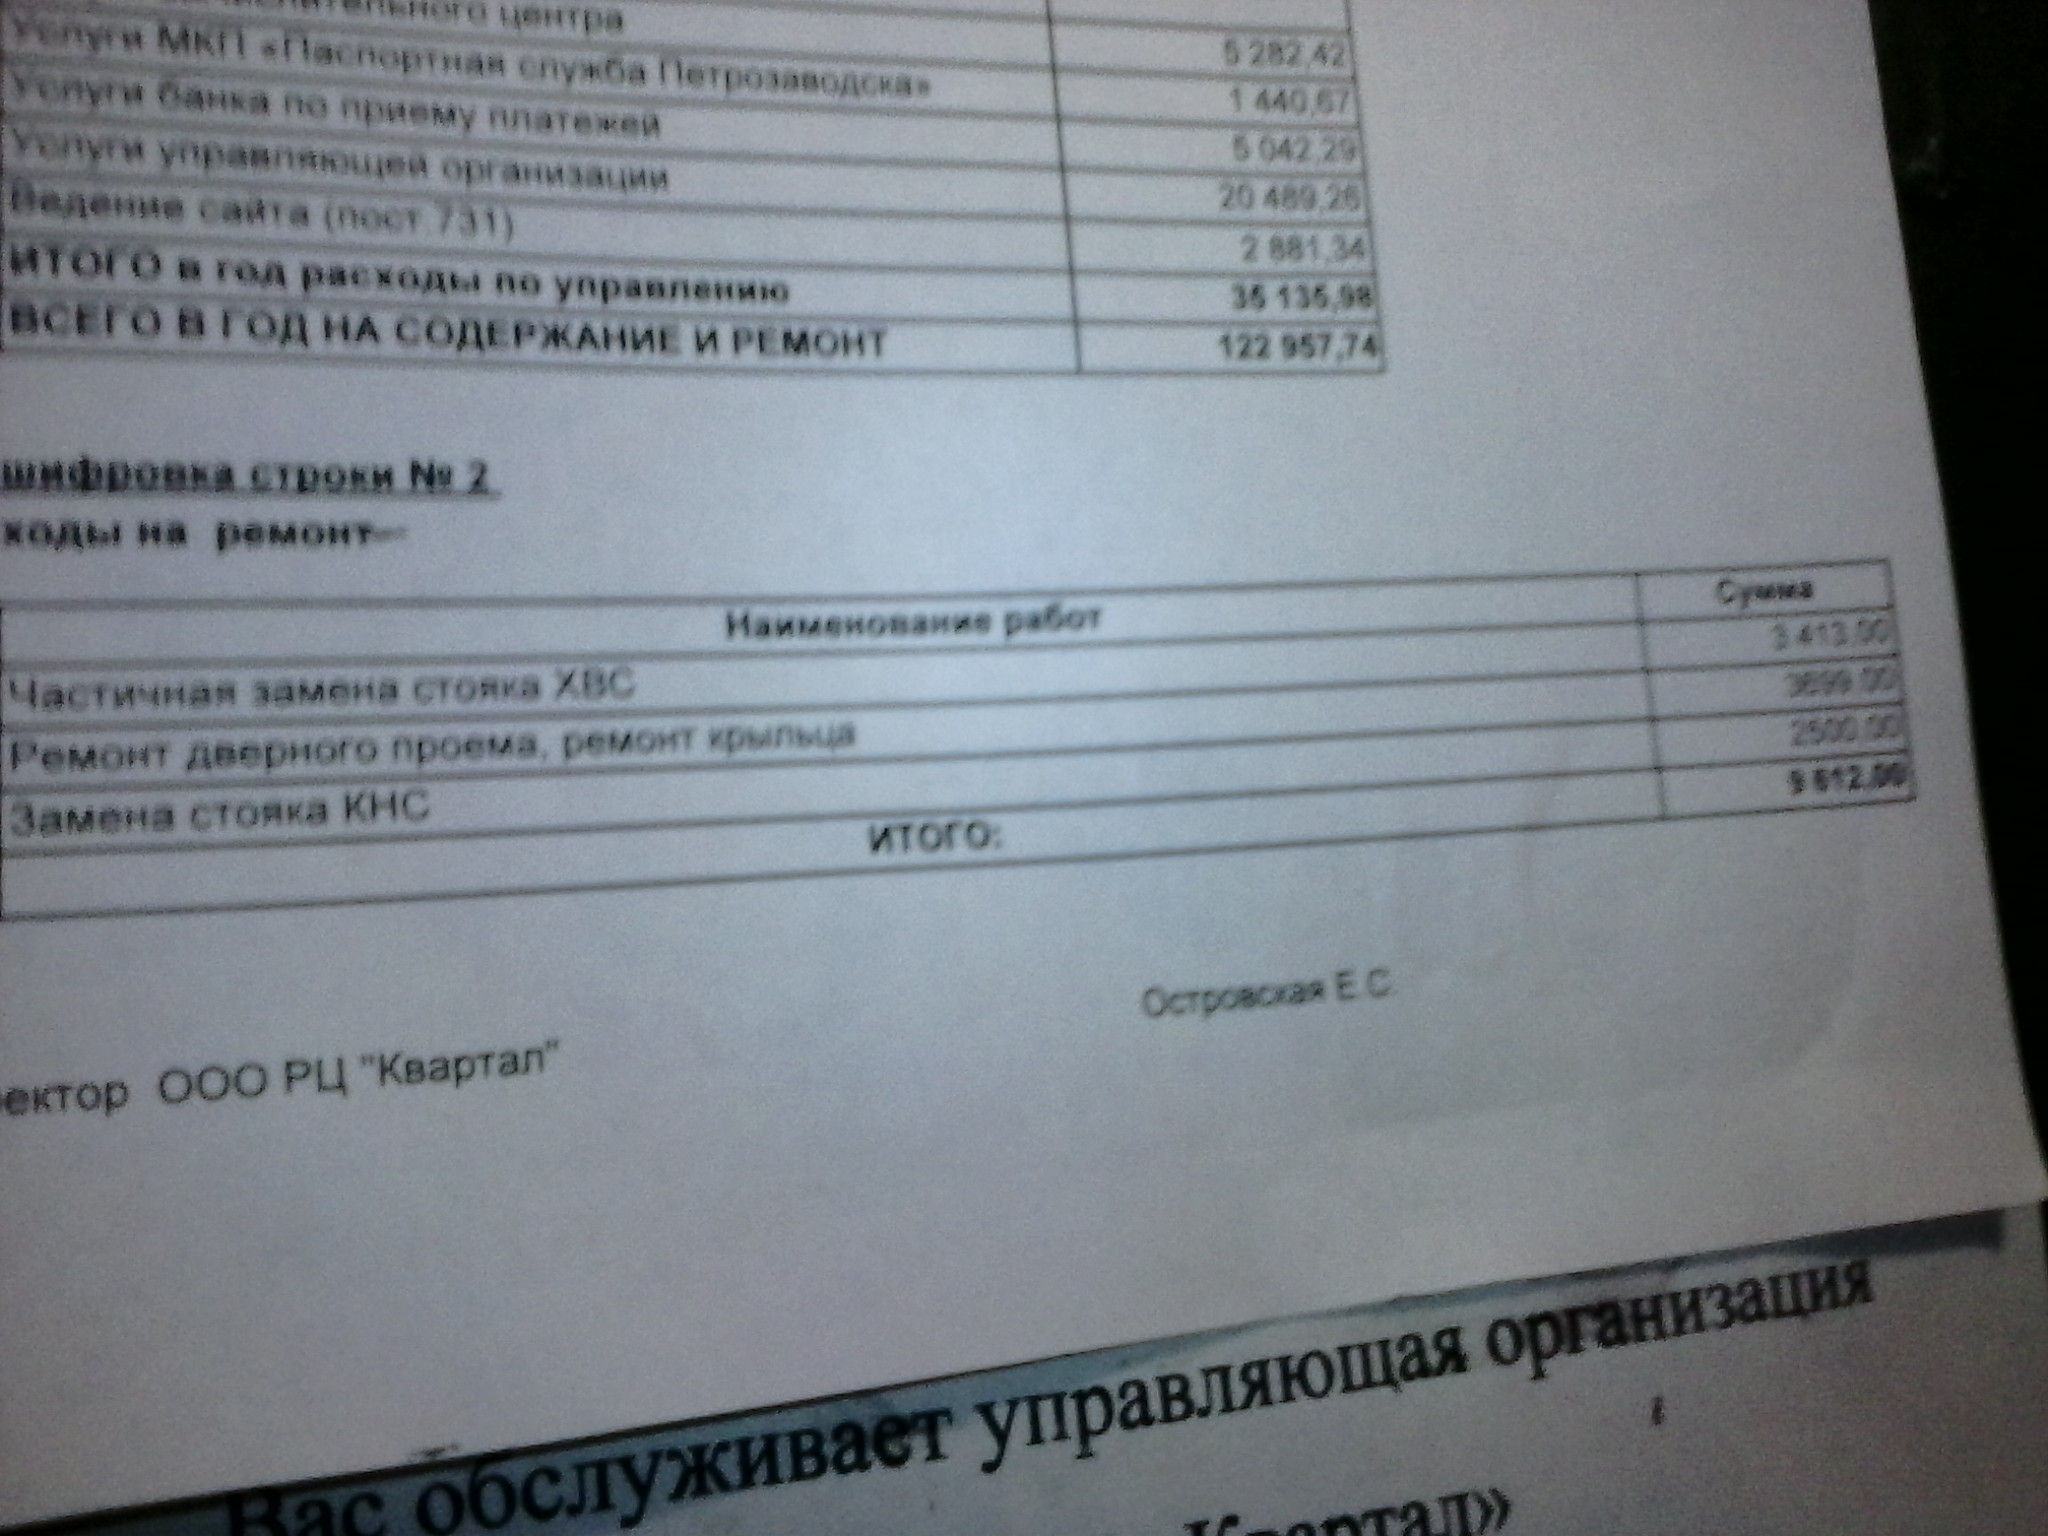 ительного центра 5 282,42
Услуги МКП «Паспортная служба Петрозаводска» 1 440,67
Услуги банка по приему платежей 5 042,29
Услуги управляющей организации 20 489,26
Ведение сайта (пост 731) 2 881,34
ИТОГО в год расходы по управлению 35 135,98
ВСЕГО В ГОД НА СОДЕРЖАНИЕ И РЕМОНТ 122 957,74
шифровка строки № 2
ходы на ремонт
Наименование работ Сумма
Частичная замена стояка ХВС 3 413,00
Ремонт дверного проема, ремонт крыльца 3699.00
Замена стояка КНС 2500.00
ИТОГО: 9 612,00
Островская Е.С.
ректор ООО РЦ "Квартал"
Вас обслуживает управляющая организация
Квартал»